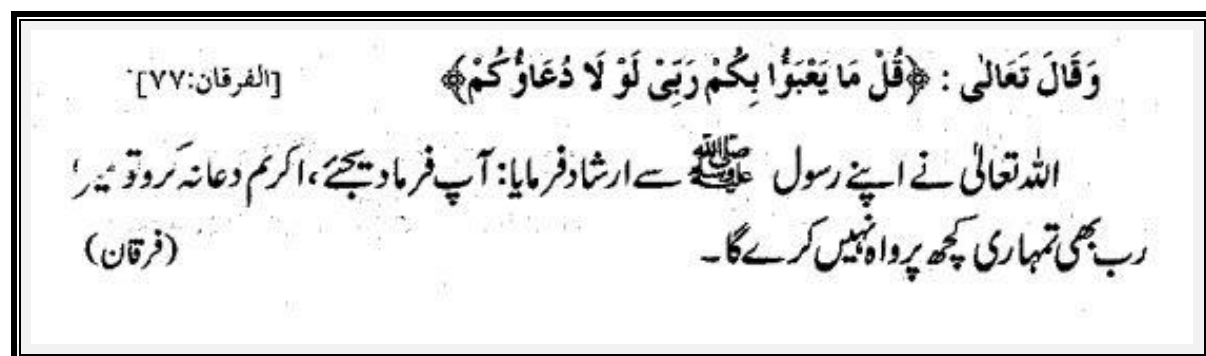 وَقَالَ تَعَالٰى : ﴿قُلْ مَا يَعْبَؤُا بِكُمْ رَبِّیْ لَوْ لَا دُعَاؤُكُمْ﴾ [الفرقان:۷۷]
اللہ تعالیٰ نے اپنے رسول ﷺ سے ارشاد فرمایا: آپ فرما دیجئے، اگر تم دعا نہ کرو تو میرا
رب بھی تمہاری کچھ پرواہ نہیں کرے گا۔ (فرقان)